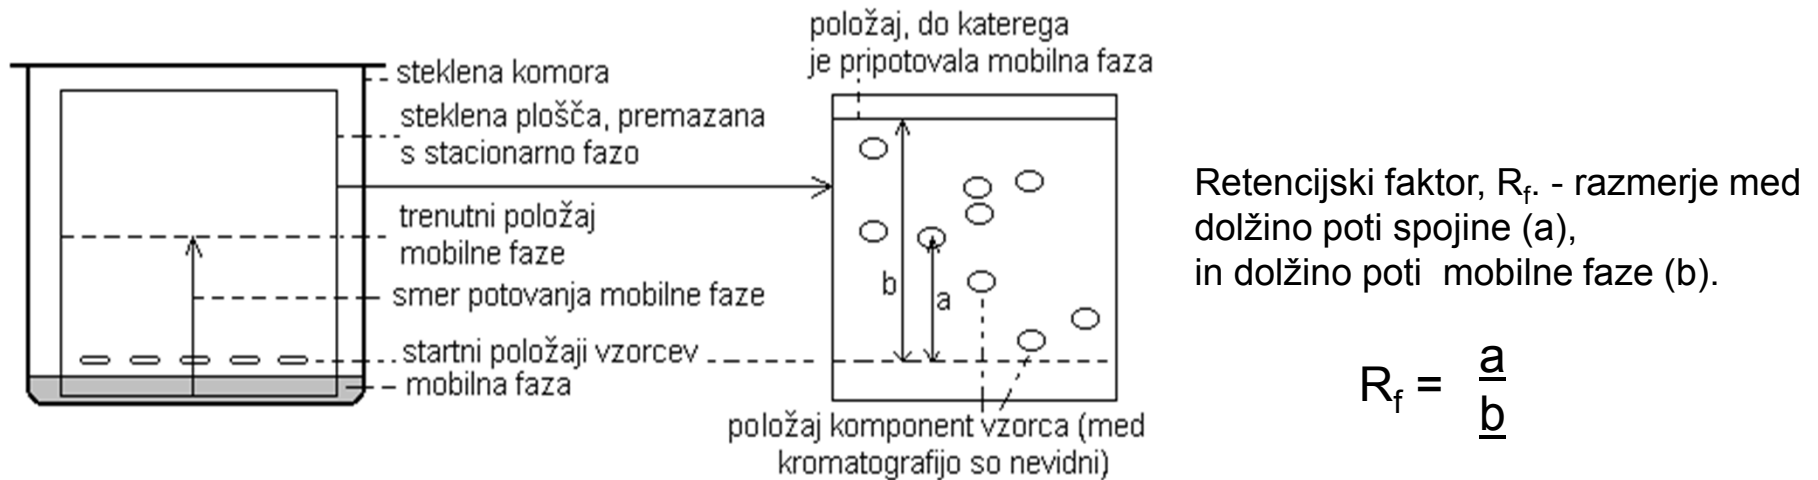 steklena komora
steklena plošča, premazana
s stacionarno fazo
trenutni položaj
mobilne faze
smer potovanja mobilne faze
startni položaji vzorcev
mobilna faza
položaj, do katerega
je pripotovala mobilna faza
b
a
položaj komponent vzorca (med
kromatografijo so nevidni)
Retencijski faktor, Rf. - razmerje med
dolžino poti spojine (a),
in dolžino poti  mobilne faze (b).
Rf = a
b